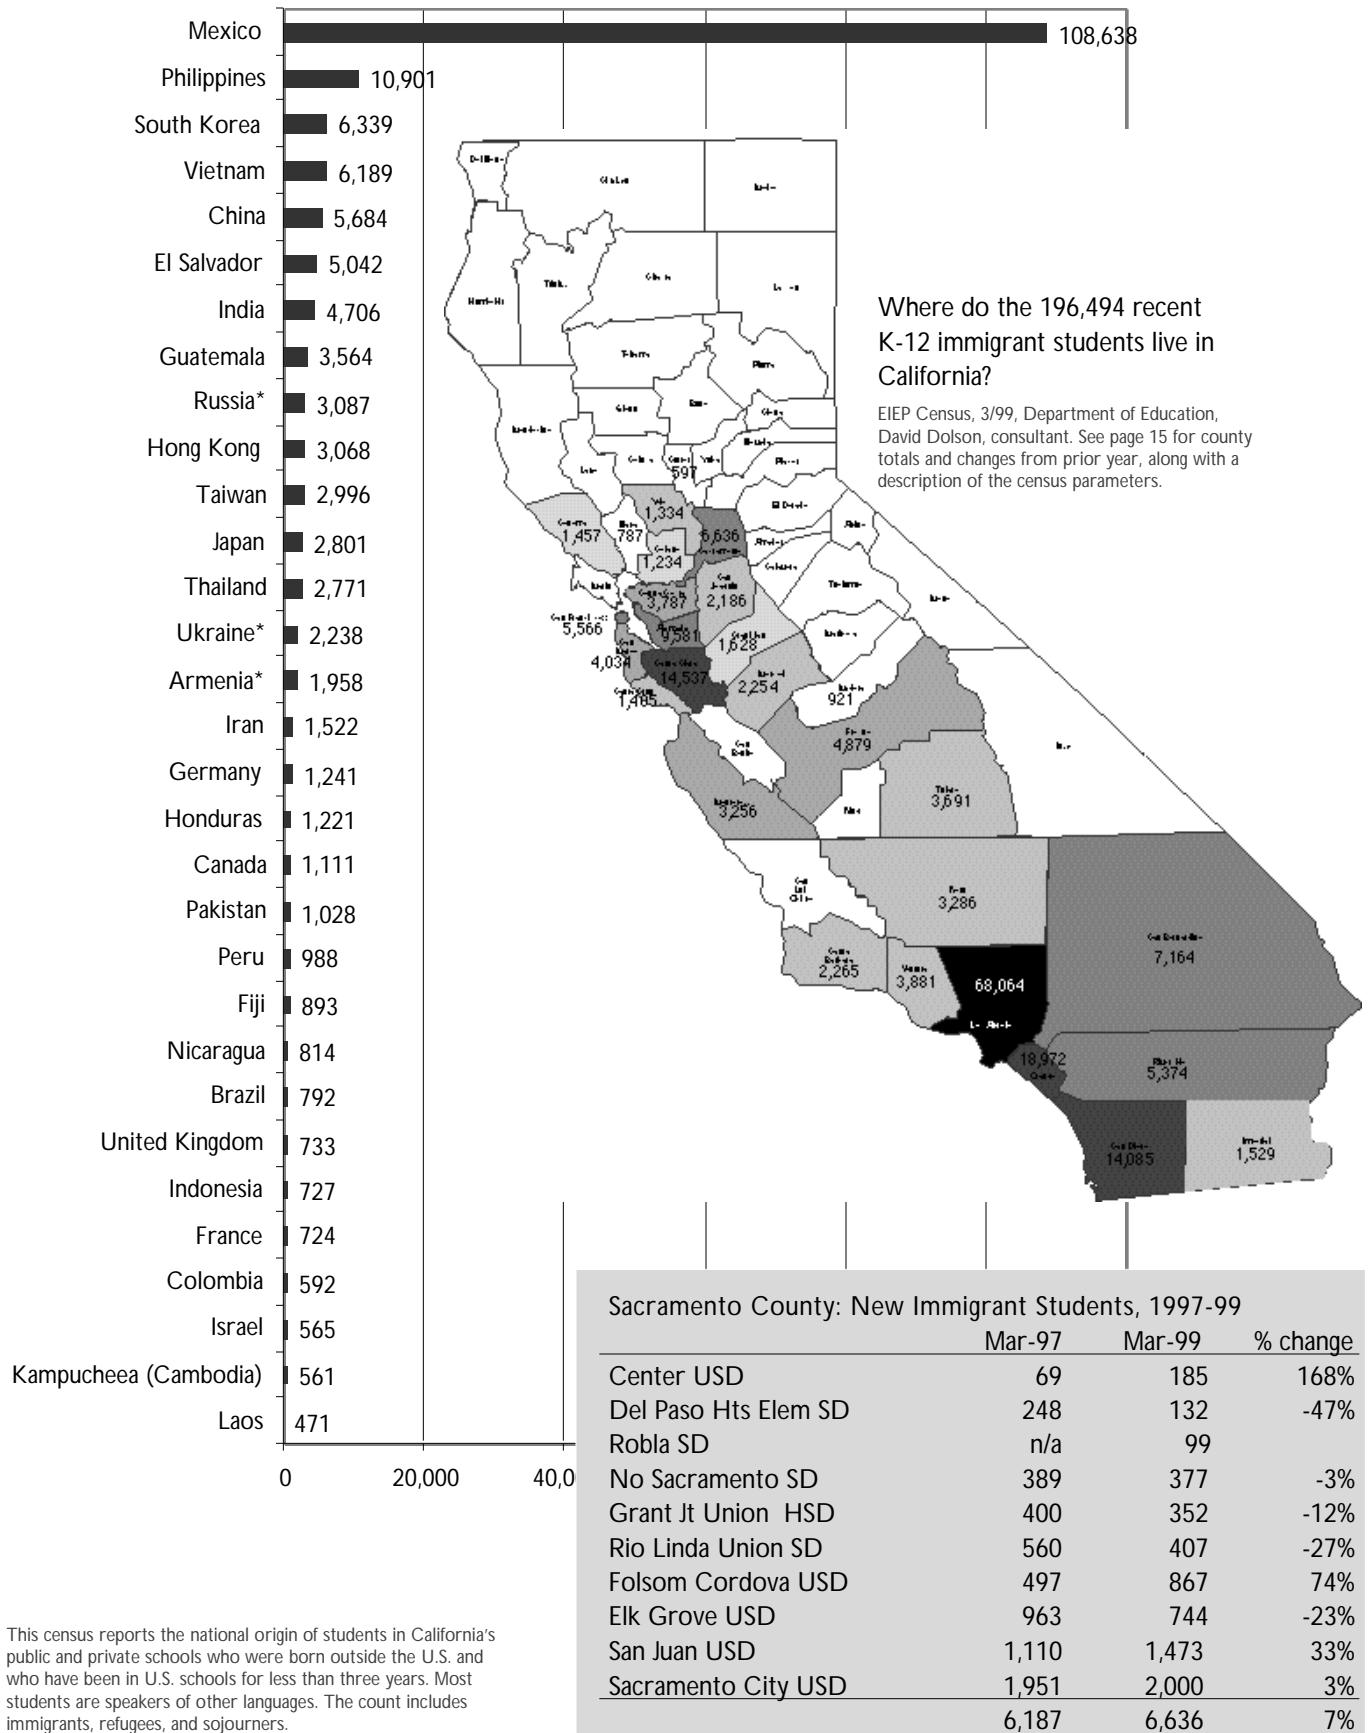 Mexico 108,638
Philippines 10,901
South Korea 6,339
Vietnam 6,189
China 5,684
El Salvador 5,042
India 4,706
Guatemala 3,564
Russia* 3,087
Hong Kong 3,068
Taiwan 2,996
Japan 2,801
Thailand 2,771
Ukraine* 2,238
Armenia* 1,958
Iran 1,522
Germany 1,241
Honduras 1,221
Canada 1,111
Pakistan 1,028
Peru 988
Fiji 893
Nicaragua 814
Brazil 792
United Kingdom 733
Indonesia 727
France 724
Colombia 592
Israel 565
Kampucheea (Cambodia) 561
Laos 471
0 20,000 40,0
Where do the 196,494 recent
K-12 immigrant students live in
California?
EIEP Census, 3/99, Department of Education,
David Dolson, consultant. See page 15 for county
totals and changes from prior year, along with a
description of the census parameters.
597
1,334
1,457
787
6,636
1,234
3,787
2,186
5,566
9,581
1,628
4,034
14,537
2,254
1,485
921
4,879
3,256
3,691
3,286
7,164
2,265
3,881
68,064
18,972
5,374
14,085
1,529
Sacramento County: New Immigrant Students, 1997-99
Mar-97 Mar-99 % change
Center USD 69 185 168%
Del Paso Hts Elem SD 248 132 -47%
Robla SD n/a 99
No Sacramento SD 389 377 -3%
Grant Jt Union HSD 400 352 -12%
Rio Linda Union SD 560 407 -27%
Folsom Cordova USD 497 867 74%
Elk Grove USD 963 744 -23%
San Juan USD 1,110 1,473 33%
Sacramento City USD 1,951 2,000 3%
6,187 6,636 7%
This census reports the national origin of students in California's
public and private schools who were born outside the U.S. and
who have been in U.S. schools for less than three years. Most
students are speakers of other languages. The count includes
immigrants, refugees, and sojourners.